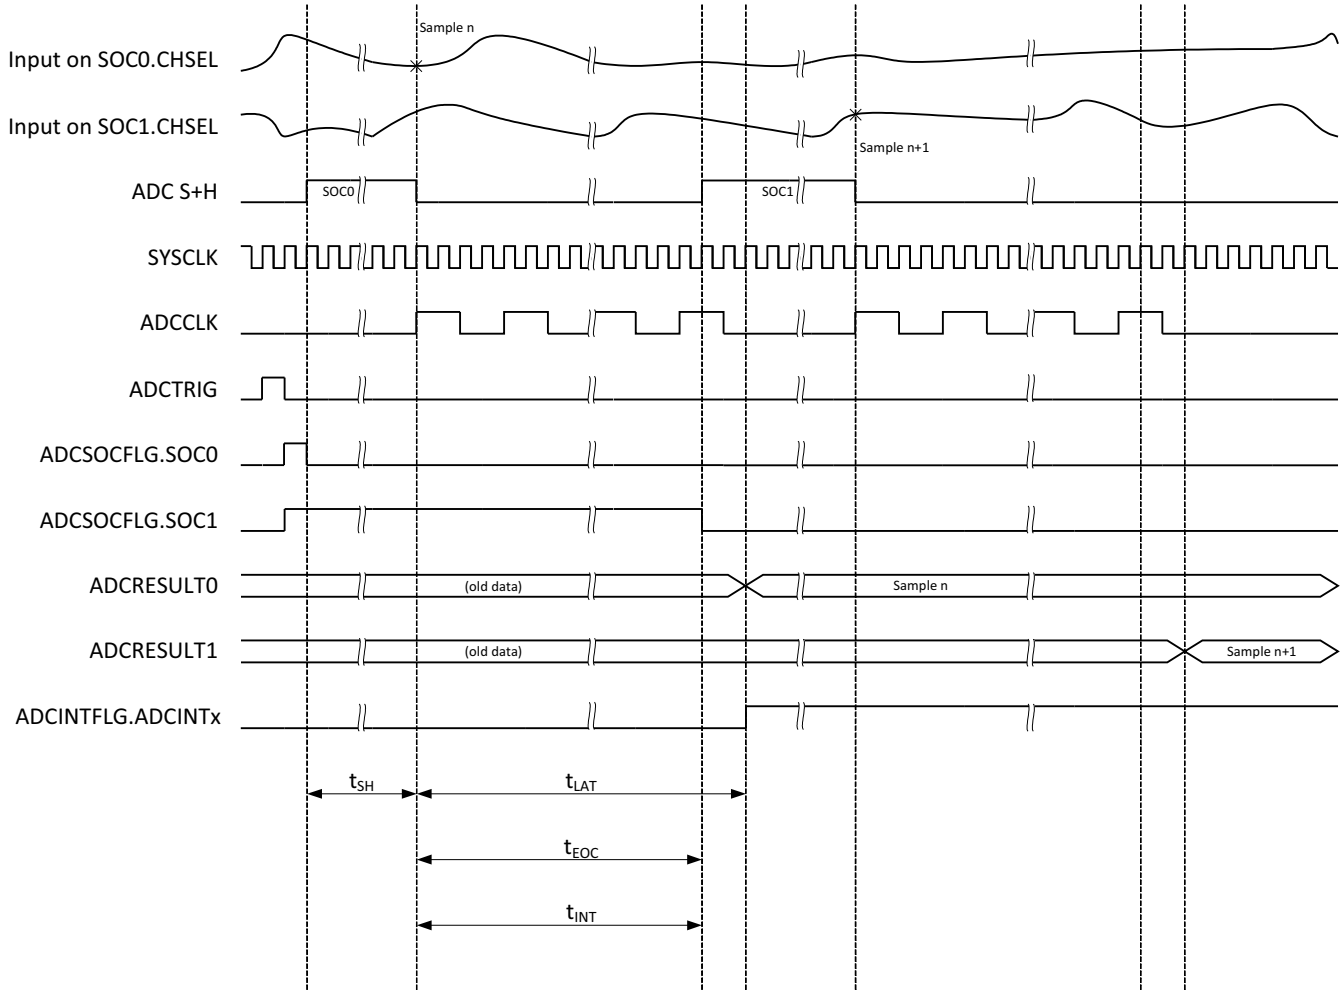 Sample n
Input on SOC0.CHSEL
Input on SOC1.CHSEL
Sample n+1
ADC S+H
SOC0
SOC1
SYSCLK
ADCCLK
ADCTRIG
ADCSOCFLG.SOC0
ADCSOCFLG.SOC1
ADCRESULT0
(old data)
Sample n
ADCRESULT1
(old data)
Sample n+1
ADCINTFLG.ADCINTx
tSH
tLAT
tEOC
tINT